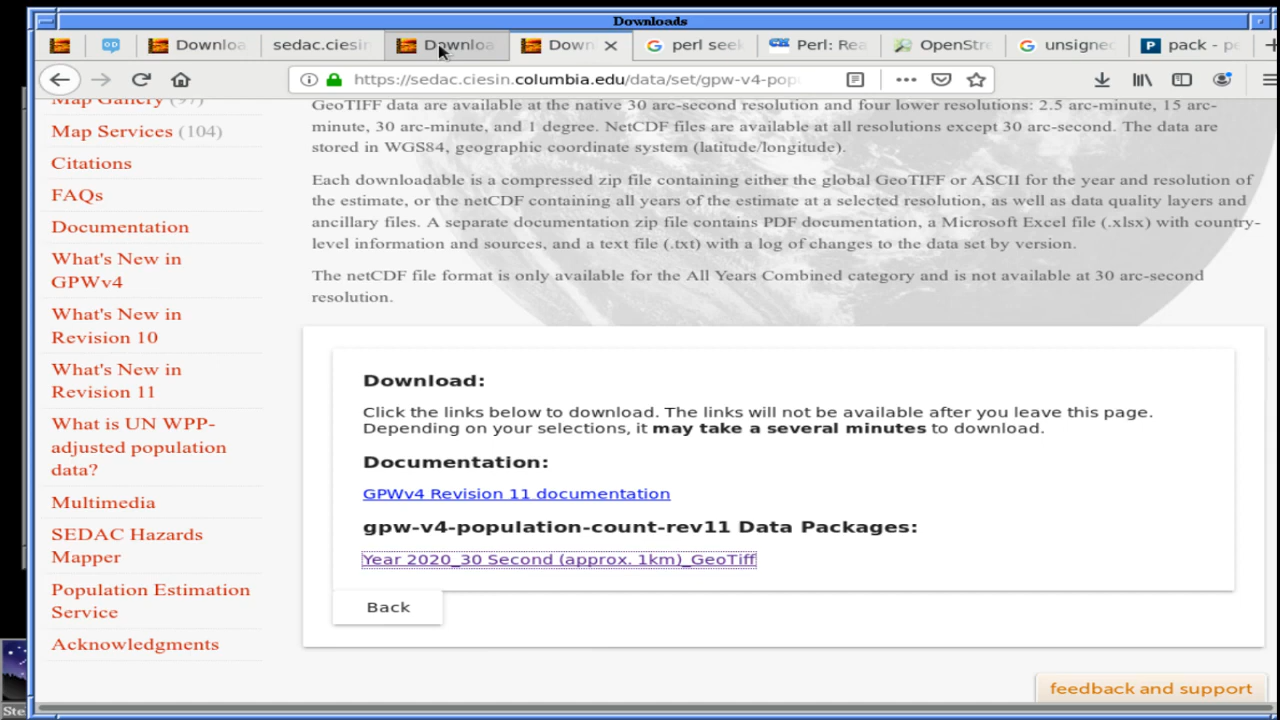 Downloads
Downloa
sedac.ciesin
Downloa
Down
perl seek
Perl: Rea
OpenStre
unsigned
pack - pe
https://sedac.ciesin.columbia.edu/data/set/gpw-v4-popu
Map Gallery (97)
Map Services (104)
Citations
FAQs
Documentation
What's New in
GPWv4
What's New in
Revision 10
What's New in
Revision 11
What is UN WPP-
adjusted population
data?
Multimedia
SEDAC Hazards
Mapper
Population Estimation
Service
Acknowledgments
GeoTIFF data are available at the native 30 arc-second resolution and four lower resolutions: 2.5 arc-minute, 15 arc-
minute, 30 arc-minute, and 1 degree. NetCDF files are available at all resolutions except 30 arc-second. The data are
stored in WGS84, geographic coordinate system (latitude/longitude).
Each downloadable is a compressed zip file containing either the global GeoTIFF or ASCII for the year and resolution of
the estimate, or the netCDF containing all years of the estimate at a selected resolution, as well as data quality layers and
ancillary files. A separate documentation zip file contains PDF documentation, a Microsoft Excel file (.xlsx) with country-
level information and sources, and a text file (.txt) with a log of changes to the data set by version.
The netCDF file format is only available for the All Years Combined category and is not available at 30 arc-second
resolution.
Download:
Click the links below to download. The links will not be available after you leave this page.
Depending on your selections, it may take a several minutes to download.
Documentation:
GPWv4 Revision 11 documentation
gpw-v4-population-count-rev11 Data Packages:
Year 2020_30 Second (approx. 1km)_GeoTiff
Back
feedback and support
Ste